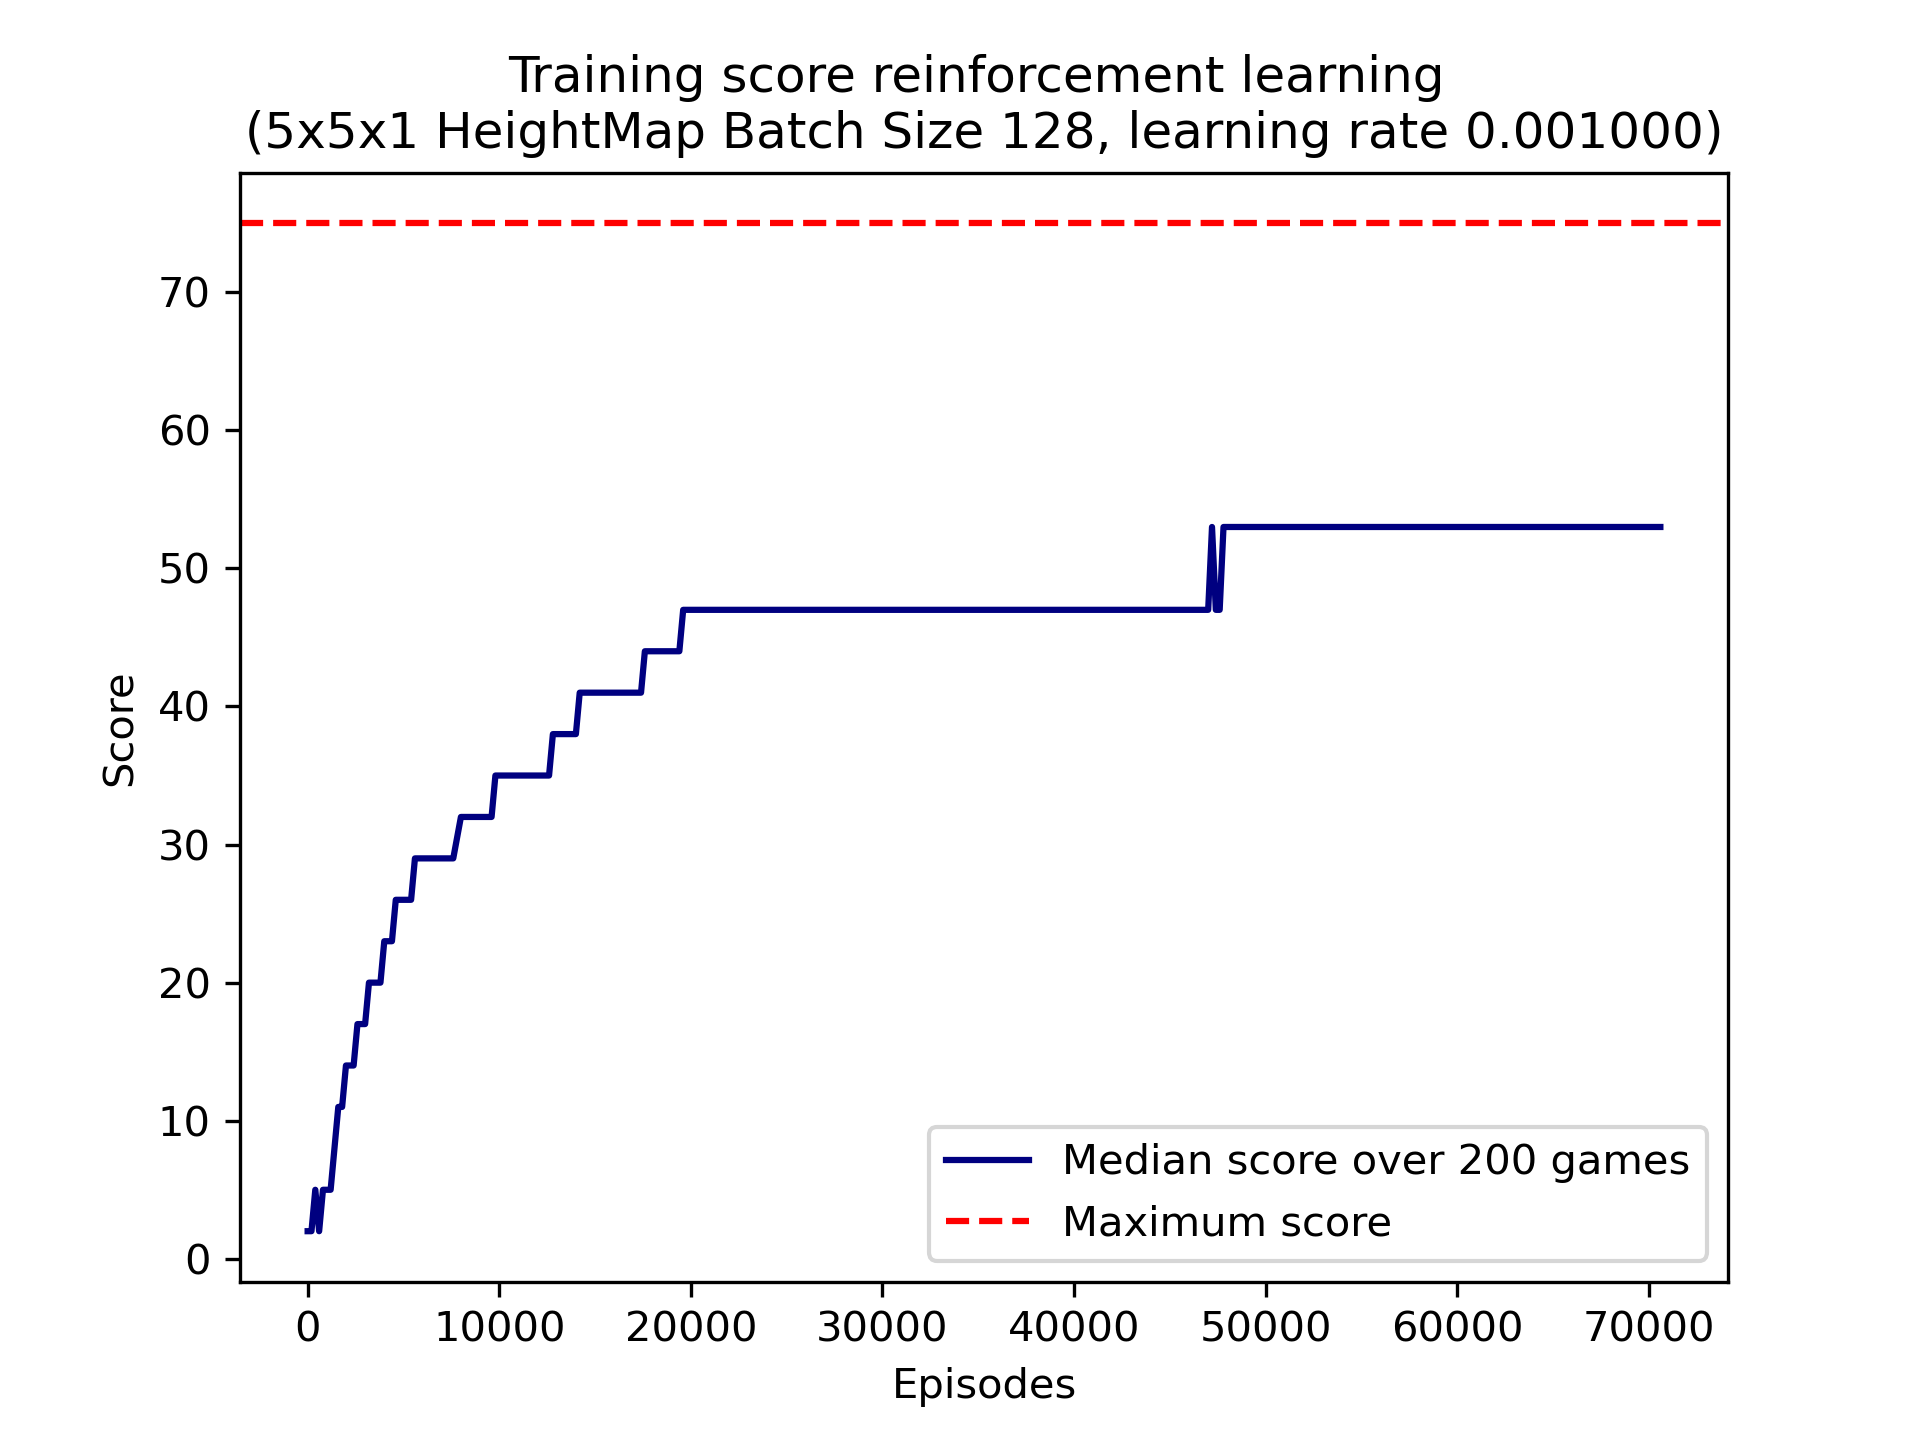 Training score reinforcement learning
(5x5x1 HeightMap Batch Size 128, learning rate 0.001000)
70
60
50
40
30
20
10
0
Score
Median score over 200 games
Maximum score
0 10000 20000 30000 40000 50000 60000 70000
Episodes